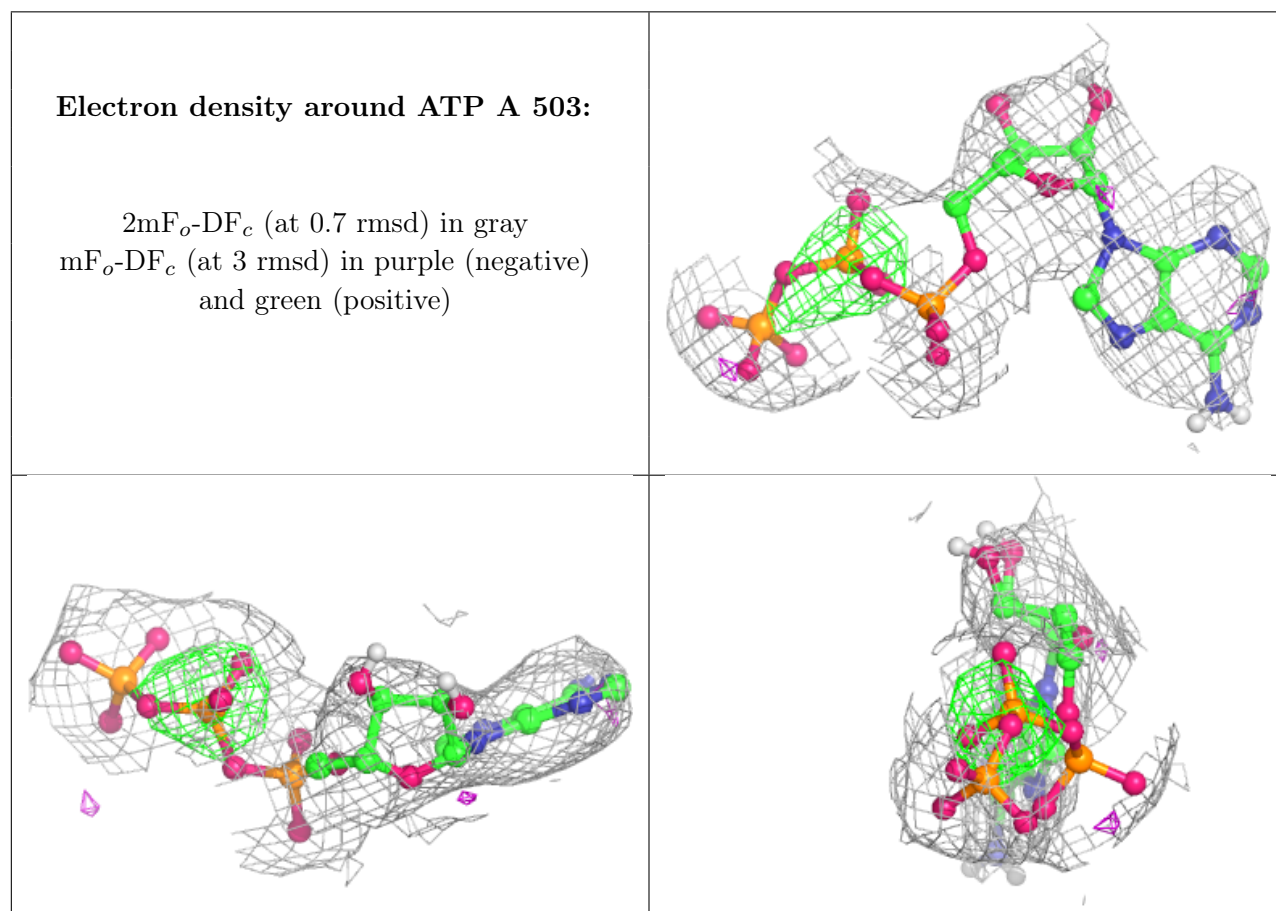 Electron density around ATP A 503:
2mFo-DFc (at 0.7 rmsd) in gray
mFo-DFc (at 3 rmsd) in purple (negative)
and green (positive)